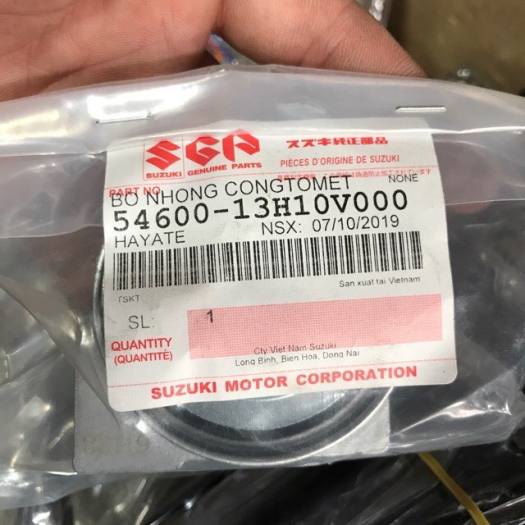 SGP
スズキ純正部品
SUZUKI GENUINE PARTS
PIÈCES D'ORIGINE DE SUZUKI
PART NO.
BO NHONG CONGTOMET
NONE
54600-13H10V000
HAYATE
NSX: 07/10/2019
TSKT
San xuat tai Vietnam
SL:
1
QUANTITY
(QUANTITÉ)
Cty Viet Nam Suzuki
Long Binh, Bien Hoa, Dong Nai
SUZUKI MOTOR CORPORATION